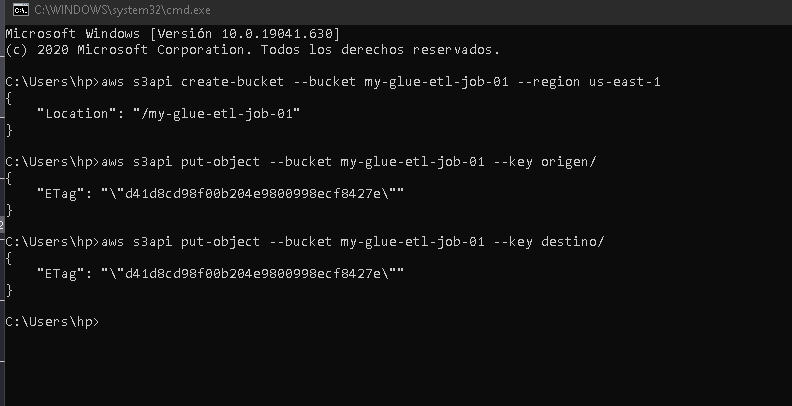 C:\WINDOWS\system32\cmd.exe
Microsoft Windows [Versión 10.0.19041.630]
(c) 2020 Microsoft Corporation. Todos los derechos reservados.
C:\Users\hp>aws s3api create-bucket --bucket my-glue-etl-job-01 --region us-east-1
{
    "Location": "/my-glue-etl-job-01"
}
C:\Users\hp>aws s3api put-object --bucket my-glue-etl-job-01 --key origen/
{
    "ETag": "\"d41d8cd98f00b204e9800998ecf8427e\""
}
C:\Users\hp>aws s3api put-object --bucket my-glue-etl-job-01 --key destino/
{
    "ETag": "\"d41d8cd98f00b204e9800998ecf8427e\""
}
C:\Users\hp>